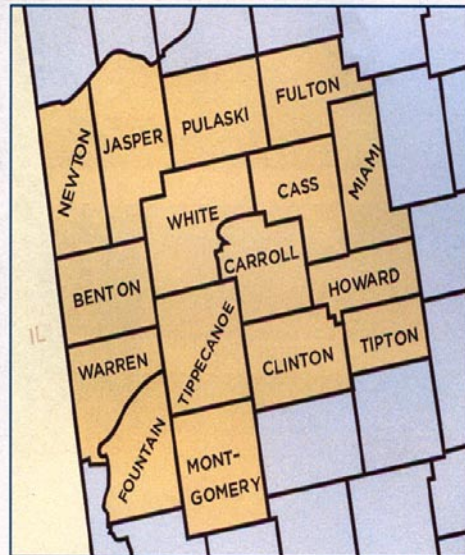 FULTON
PULASKI
JASPER
NEWTON
MIAMI
CASS
WHITE
CARROLL
HOWARD
BENTON
IL
TIPPECANOE
TIPTON
CLINTON
WARREN
FOUNTAIN
MONT-
GOMERY